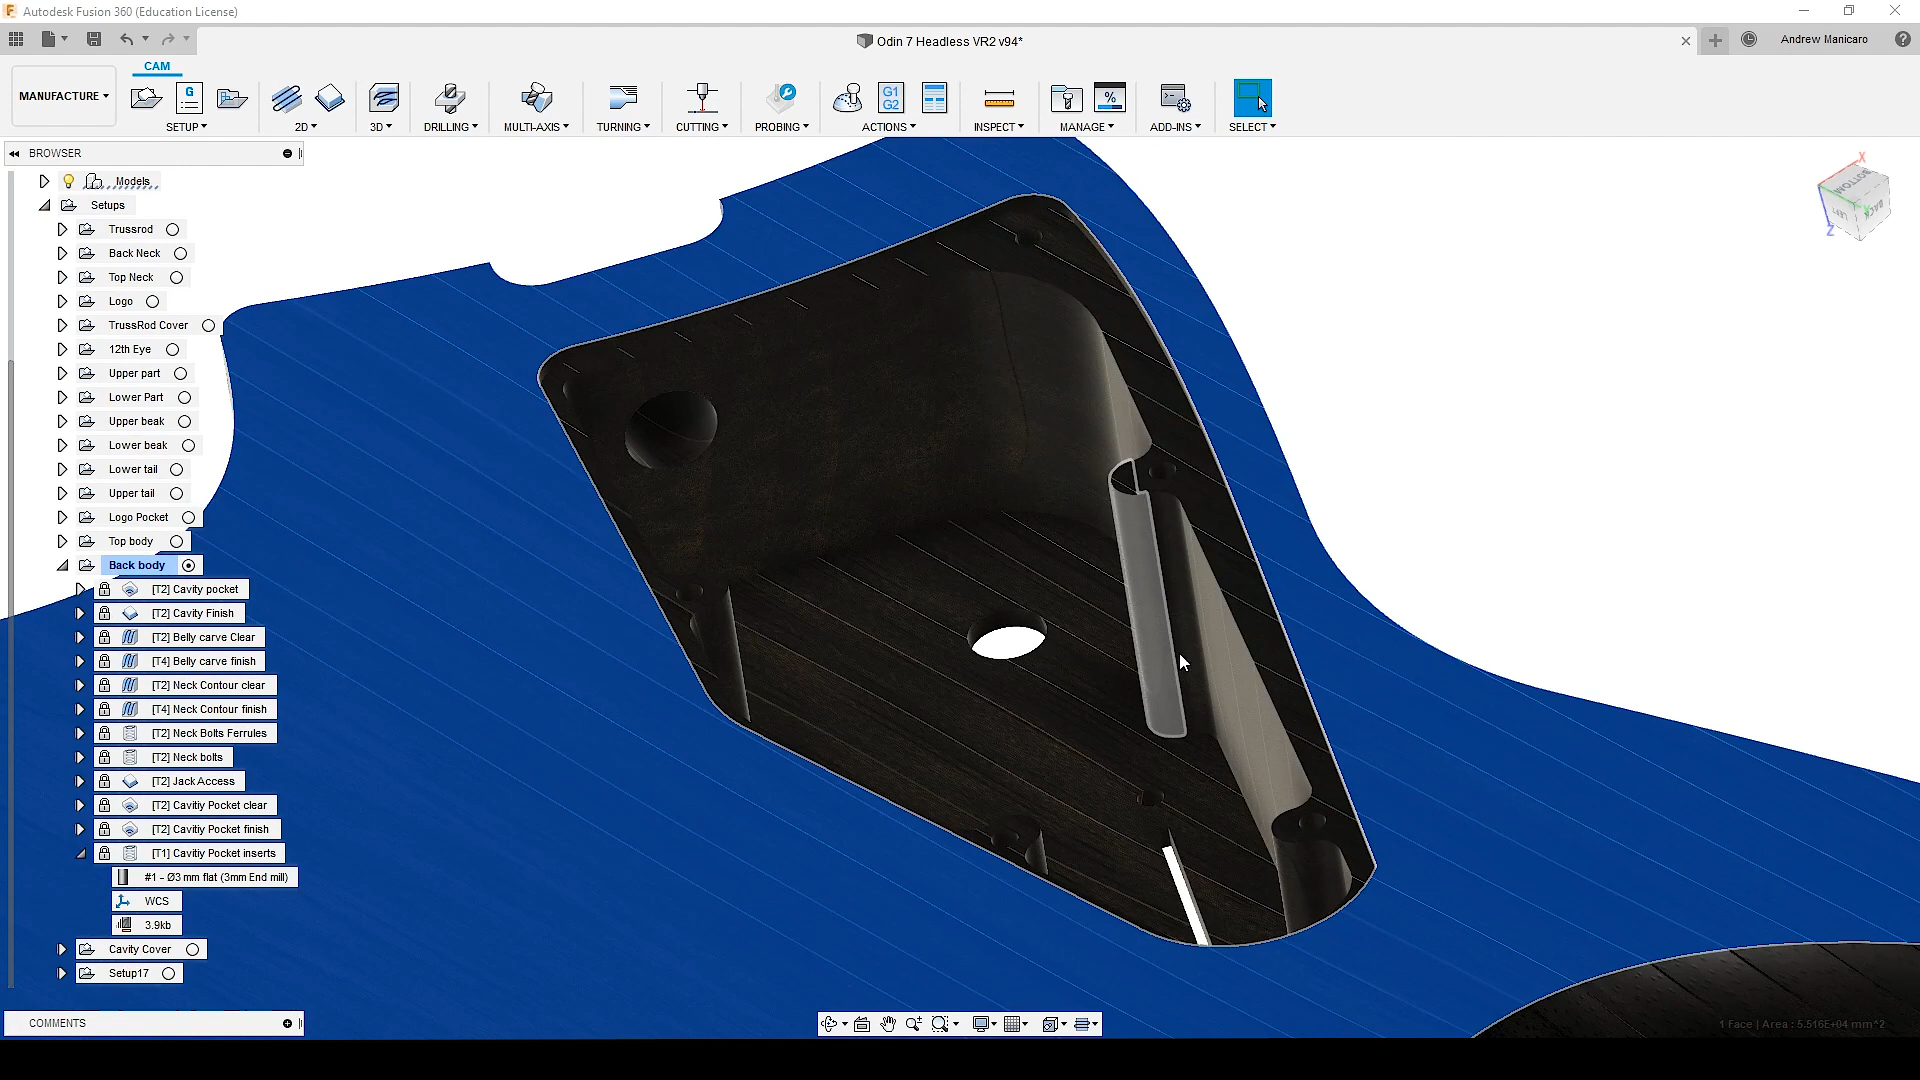 Autodesk Fusion 360 (Education License)
Odin 7 Headless VR2 v94*
Andrew Manicaro
CAM
MANUFACTURE
G
G1
G2
%
SETUP
2D
3D
DRILLING
MULTI-AXIS
TURNING
CUTTING
PROBING
ACTIONS
INSPECT
MANAGE
ADD-INS
SELECT
BROWSER
Models
Setups
Trussrod
Back Neck
Top Neck
Logo
TrussRod Cover
12th Eye
Upper part
Lower Part
Upper beak
Lower beak
Lower tail
Upper tail
Logo Pocket
Top body
Back body
[T2] Cavity pocket
[T2] Cavity Finish
[T2] Belly carve Clear
[T4] Belly carve finish
[T2] Neck Contour clear
[T4] Neck Contour finish
[T2] Neck Bolts Ferrules
[T2] Neck bolts
[T2] Jack Access
[T2] Cavitiy Pocket clear
[T2] Cavitiy Pocket finish
[T1] Cavitiy Pocket inserts
#1 - Ø3 mm flat (3mm End mill)
WCS
3.9kb
Cavity Cover
Setup17
COMMENTS
X
BOTTOM
LEFT
BACK
Z
1 Face | Area : 5.516E+04 mm^2